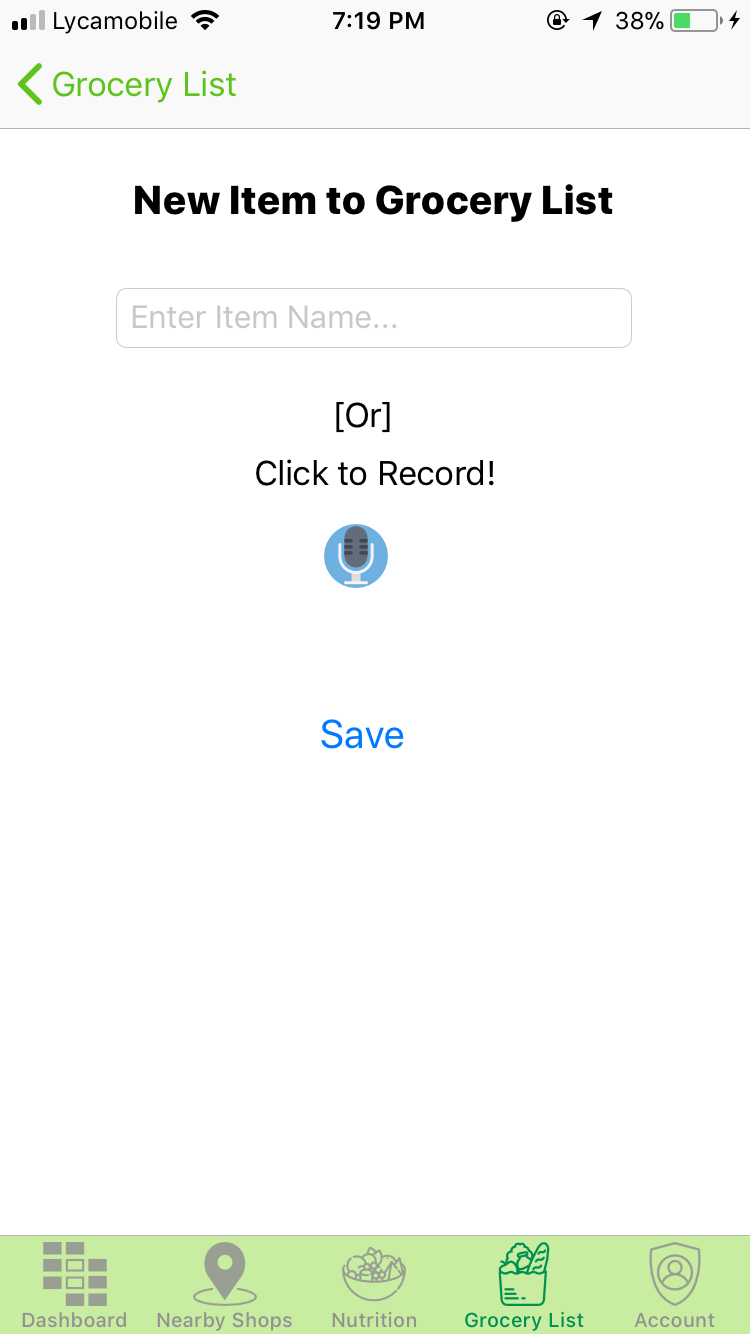 Lycamobile 7:19 PM 38%
Grocery List
New Item to Grocery List
Enter Item Name...
[Or]
Click to Record!
Save
Dashboard Nearby Shops Nutrition Grocery List Account